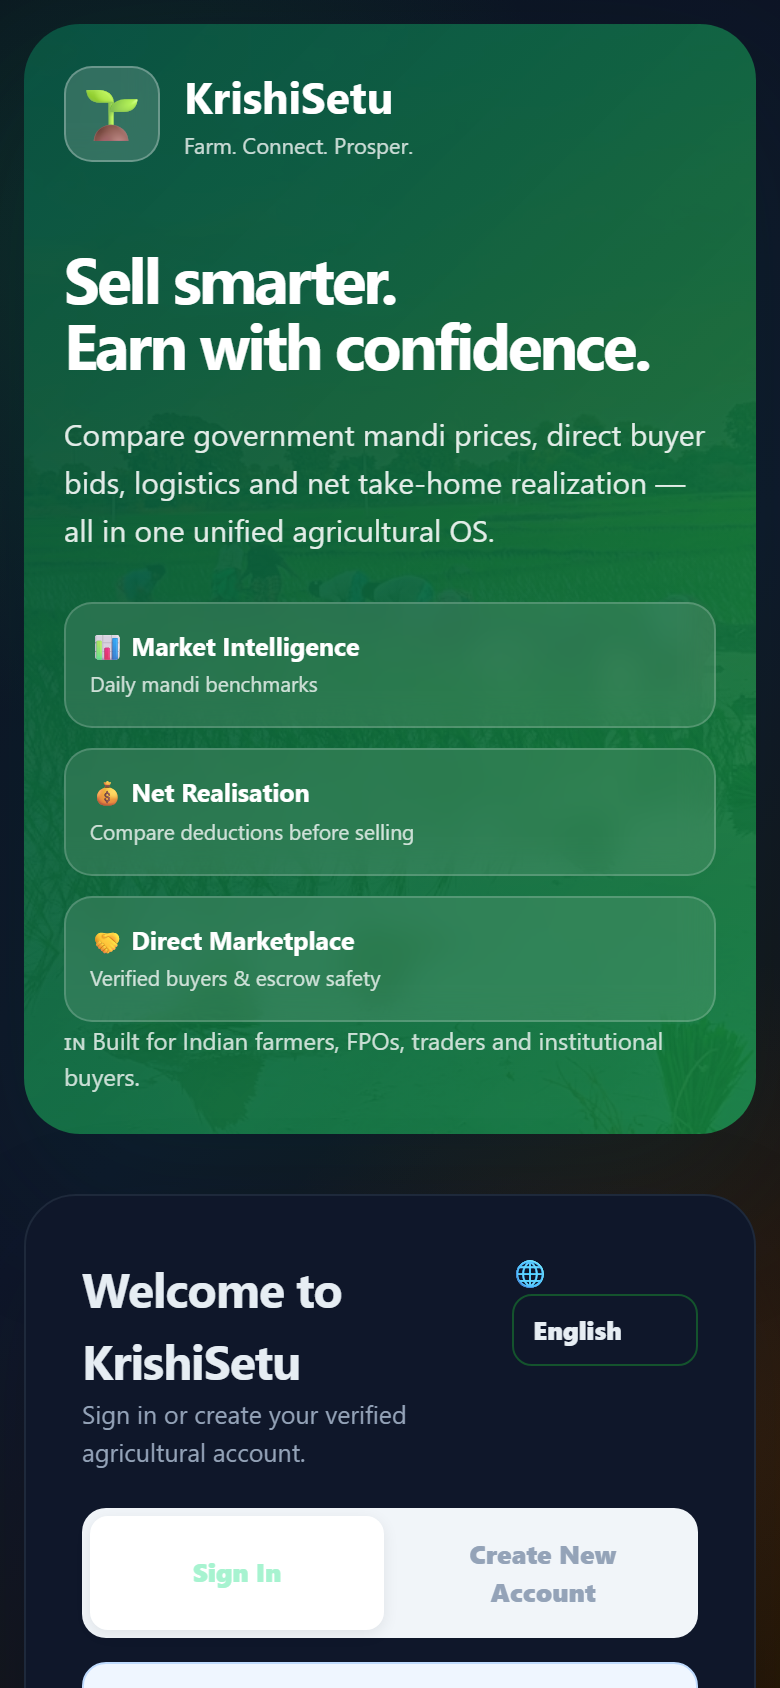 KrishiSetu
Farm. Connect. Prosper.
Sell smarter.
Earn with confidence.
Compare government mandi prices, direct buyer
bids, logistics and net take-home realization —
all in one unified agricultural OS.
Market Intelligence
Daily mandi benchmarks
Net Realisation
Compare deductions before selling
Direct Marketplace
Verified buyers & escrow safety
IN Built for Indian farmers, FPOs, traders and institutional
buyers.
Welcome to
KrishiSetu
English
Sign in or create your verified
agricultural account.
Sign In
Create New
Account